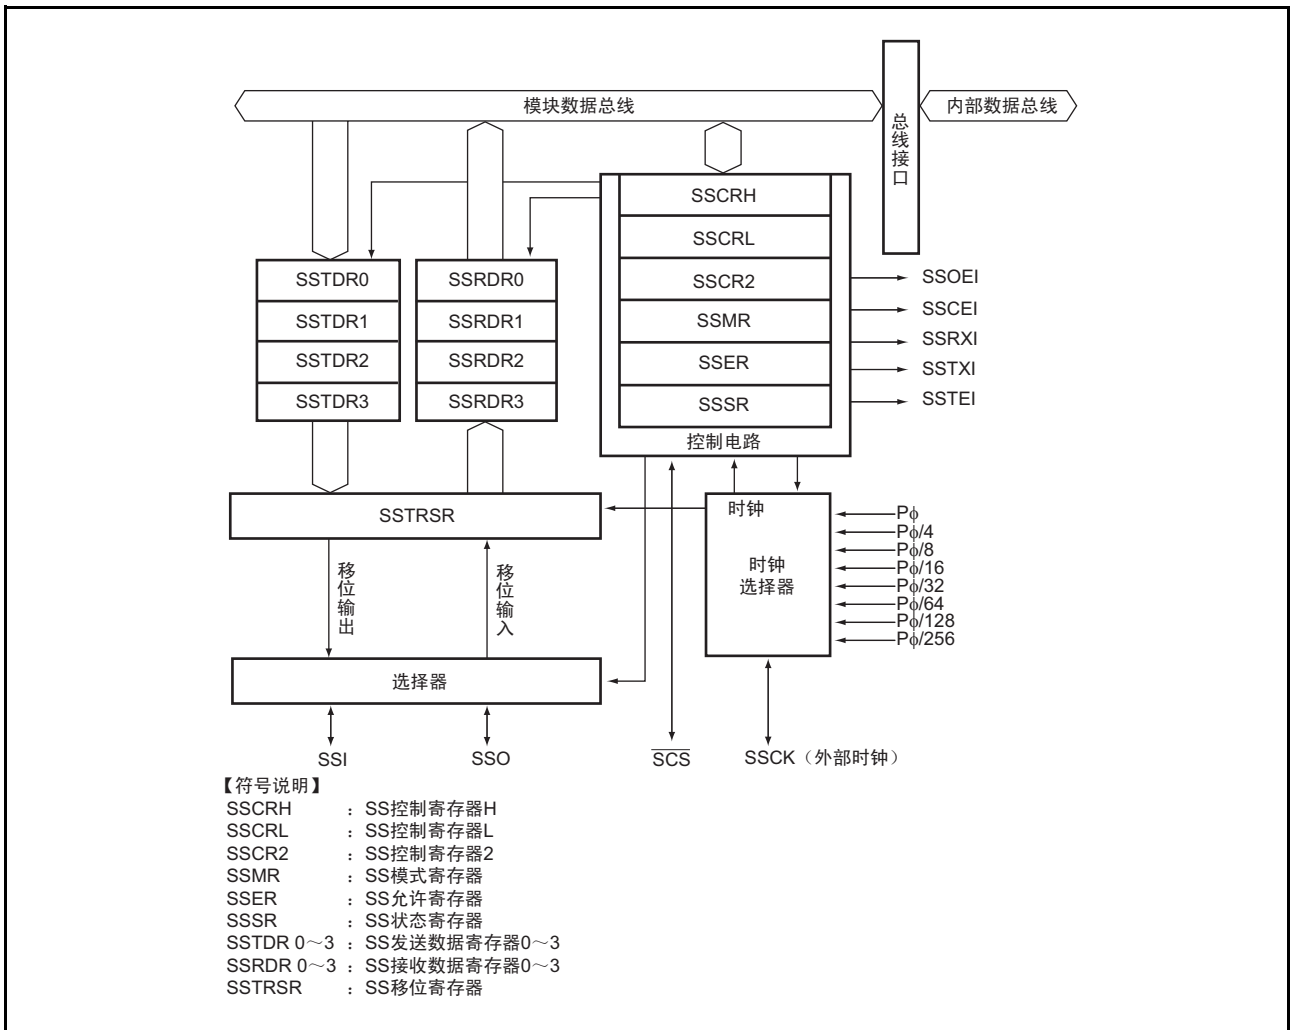 模块数据总线
内部数据总线
总线接口
SSCRH
SSCRL
SSCR2
SSMR
SSER
SSSR
控制电路
SSTDR0
SSTDR1
SSTDR2
SSTDR3
SSRDR0
SSRDR1
SSRDR2
SSRDR3
SSOEI
SSCEI
SSRXI
SSTXI
SSTEI
SSTRSR
时钟
时钟
选择器
Pϕ
Pϕ/4
Pϕ/8
Pϕ/16
Pϕ/32
Pϕ/64
Pϕ/128
Pϕ/256
移位输出
移位输入
选择器
SSI
SSO
SCS
SSCK（外部时钟）
【符号说明】
SSCRH : SS控制寄存器H
SSCRL : SS控制寄存器L
SSCR2 : SS控制寄存器2
SSMR : SS模式寄存器
SSER : SS允许寄存器
SSSR : SS状态寄存器
SSTDR 0～3 : SS发送数据寄存器0～3
SSRDR 0～3 : SS接收数据寄存器0～3
SSTRSR : SS移位寄存器